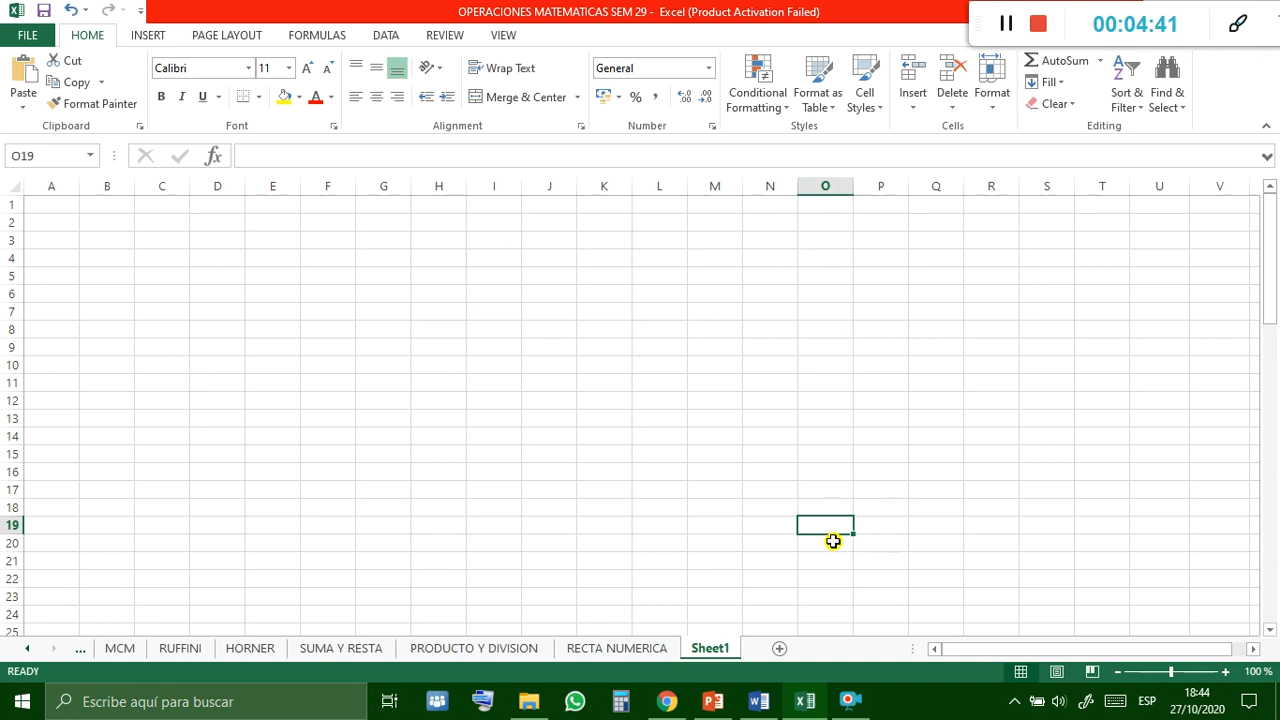 OPERACIONES MATEMATICAS SEM 29 - Excel (Product Activation Failed)
00:04:41
FILE HOME INSERT PAGE LAYOUT FORMULAS DATA REVIEW VIEW
Paste
Cut
Copy
Format Painter
Clipboard
Calibri 11
B I U A
Font
Wrap Text
Merge & Center
Alignment
General
%
Number
Conditional Formatting
Format as Table
Cell Styles
Styles
Insert
Delete
Format
Cells
AutoSum
Fill
Clear
Sort & Filter
Find & Select
Editing
O19
fx
A B C D E F G H I J K L M N O P Q R S T U V
1
2
3
4
5
6
7
8
9
10
11
12
13
14
15
16
17
18
19
20
21
22
23
24
25
... MCM RUFFINI HORNER SUMA Y RESTA PRODUCTO Y DIVISION RECTA NUMERICA Sheet1
READY
100 %
Escribe aquí para buscar
ESP
18:44
27/10/2020